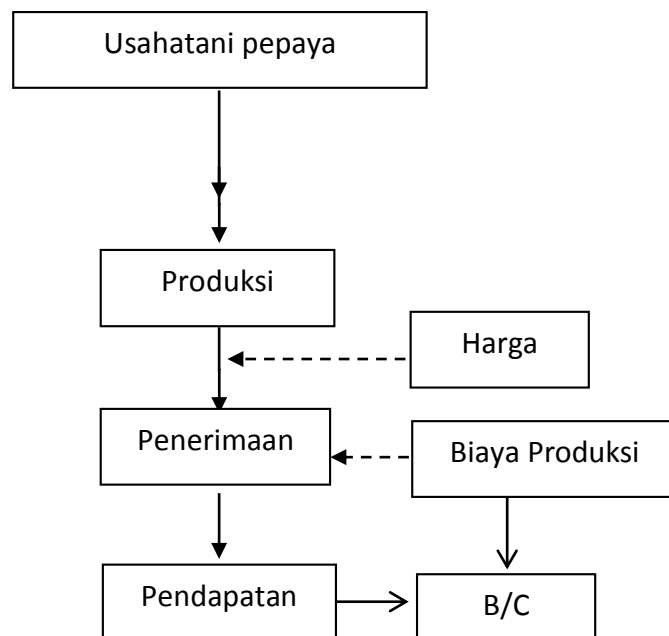 Usahatani pepaya
Produksi
Harga
Penerimaan
Biaya Produksi
Pendapatan
B/C